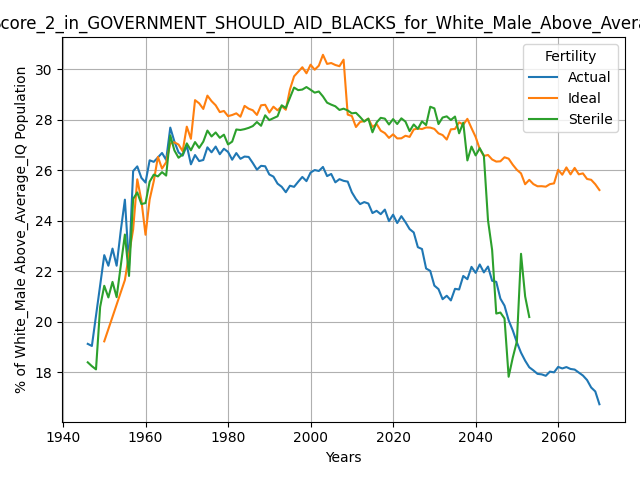 core_2_in_GOVERNMENT_SHOULD_AID_BLACKS_for_White_Male_Above_Avera
Fertility
Actual
Ideal
Sterile
% of White_Male Above_Average_IQ Population
30
28
26
24
22
20
18
1940
1960
1980
2000
2020
2040
2060
Years